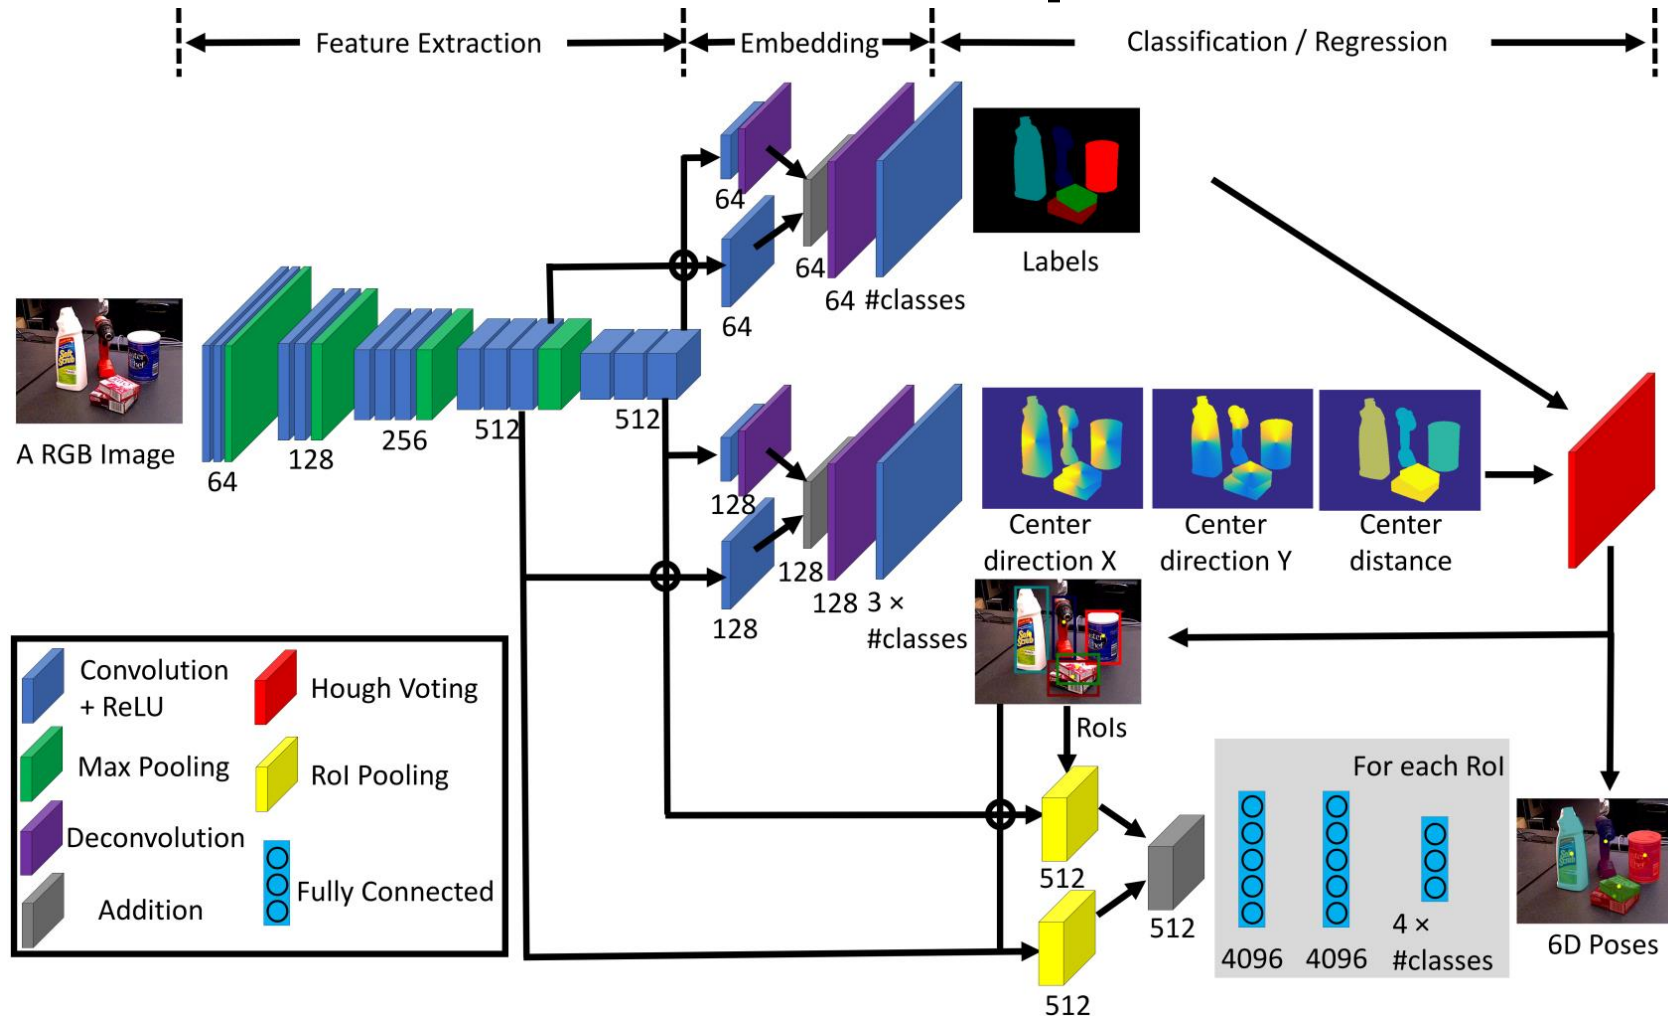 Feature Extraction
Embedding
Classification / Regression
64
64
64
64
#classes
Labels
A RGB Image
64
128
256
512
512
128
128
128
128
3 ×
#classes
Center
direction X
Center
direction Y
Center
distance
RoIs
For each RoI
512
512
512
4096
4096
4 ×
#classes
6D Poses
Convolution
+ ReLU
Max Pooling
Deconvolution
Addition
Hough Voting
RoI Pooling
Fully Connected